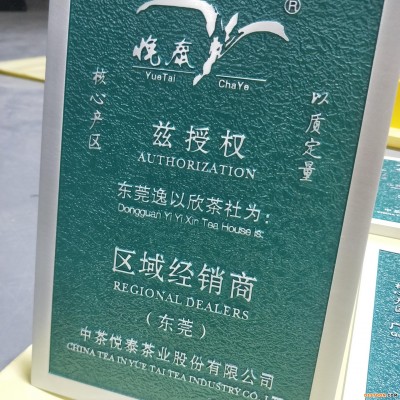 ®
悦泰
YueTai ChaYe
核心产区
以质定量
兹授权
AUTHORIZATION
东莞逸以欣茶社为：
Dongguan Yi Yi Xin Tea House is:
区域经销商
REGIONAL DEALERS
（东莞）
中茶悦泰茶业股份有限公司
CHINA TEA IN YUE TAI TEA INDUSTRY CO.,